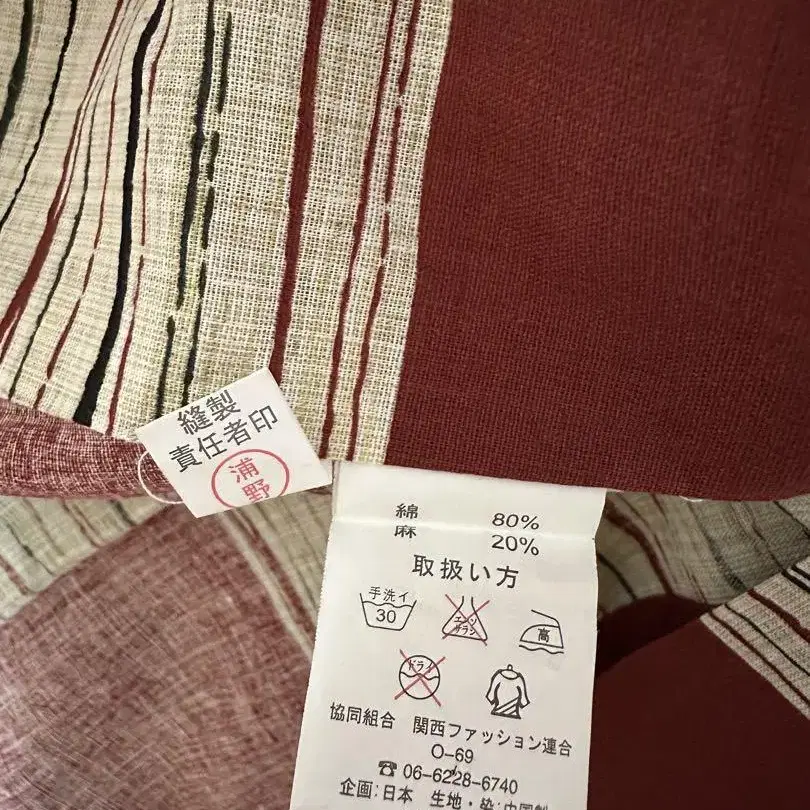 縫製
責任者印
浦
野
綿 80%
麻 20%
取扱い方
手洗イ
30
エンソ
サラシ
高
ドライ
協同組合 関西ファッション連合
O-69
☎ 06-6228-6740
企画:日本 生地・染:中国製